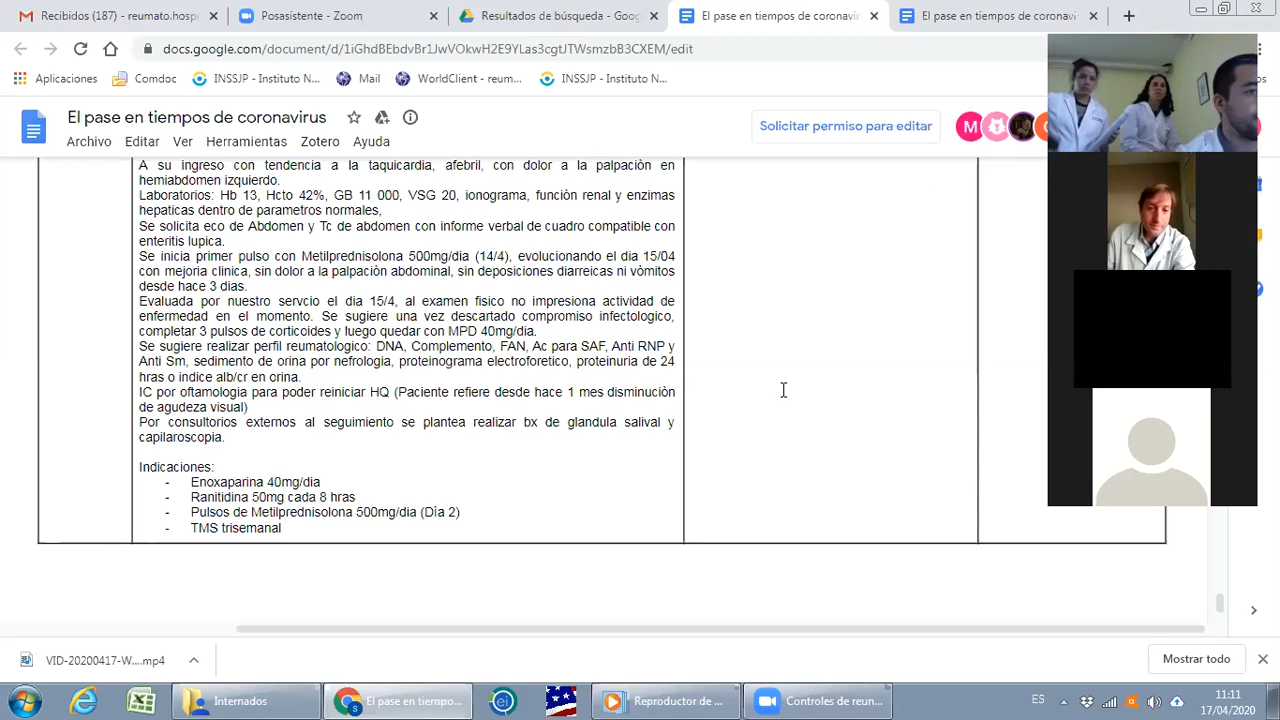 Recibidos (187) - reumato.hosp
Posasistente - Zoom
Resultados de búsqueda - Goog
El pase en tiempos de coronavir
El pase en tiempos de coronavi
docs.google.com/document/d/1iGhdBEbdvBr1JwVOkwH2E9YLas3cgtJTWsmzbB3CXEM/edit
Aplicaciones
Comdoc
INSSJP - Instituto N...
Mail
WorldClient - reum...
INSSJP - Instituto N...
El pase en tiempos de coronavirus
Solicitar permiso para editar
M
Archivo Editar Ver Herramientas Zotero Ayuda
A su ingreso con tendencia a la taquicardia, afebril, con dolor a la palpaciòn en
hemiabdomen izquierdo.
Laboratorios: Hb 13, Hcto 42%, GB 11 000, VSG 20, ionograma, funciòn renal y enzimas
hepaticas dentro de parametros normales,
Se solicita eco de Abdomen y Tc de abdomen con informe verbal de cuadro compatible con
enteritis lupica.
Se inicia primer pulso con Metilprednisolona 500mg/dia (14/4), evolucionando el dia 15/04
con mejoria clinica, sin dolor a la palpaciòn abdominal, sin deposiciones diarreicas ni vòmitos
desde hace 3 dias.
Evaluada por nuestro servcio el dia 15/4, al examen fisico no impresiona actividad de
enfermedad en el momento. Se sugiere una vez descartado compromiso infectologico,
completar 3 pulsos de corticoides y luego quedar con MPD 40mg/dia.
Se sugiere realizar perfil reumatologico: DNA, Complemento, FAN, Ac para SAF, Anti RNP y
Anti Sm, sedimento de orina por nefrologia, proteinograma electroforetico, proteinuria de 24
hras o indice alb/cr en orina.
IC por oftamologia para poder reiniciar HQ (Paciente refiere desde hace 1 mes disminuciòn
de agudeza visual)
Por consultorios externos al seguimiento se plantea realizar bx de glandula salival y
capilaroscopia.
Indicaciones:
- Enoxaparina 40mg/dia
- Ranitidina 50mg cada 8 hras
- Pulsos de Metilprednisolona 500mg/dia (Dìa 2)
- TMS trisemanal
VID-20200417-W....mp4
Mostrar todo
Internados
El pase en tiempo...
Reproductor de ...
Controles de reun...
ES
11:11
17/04/2020